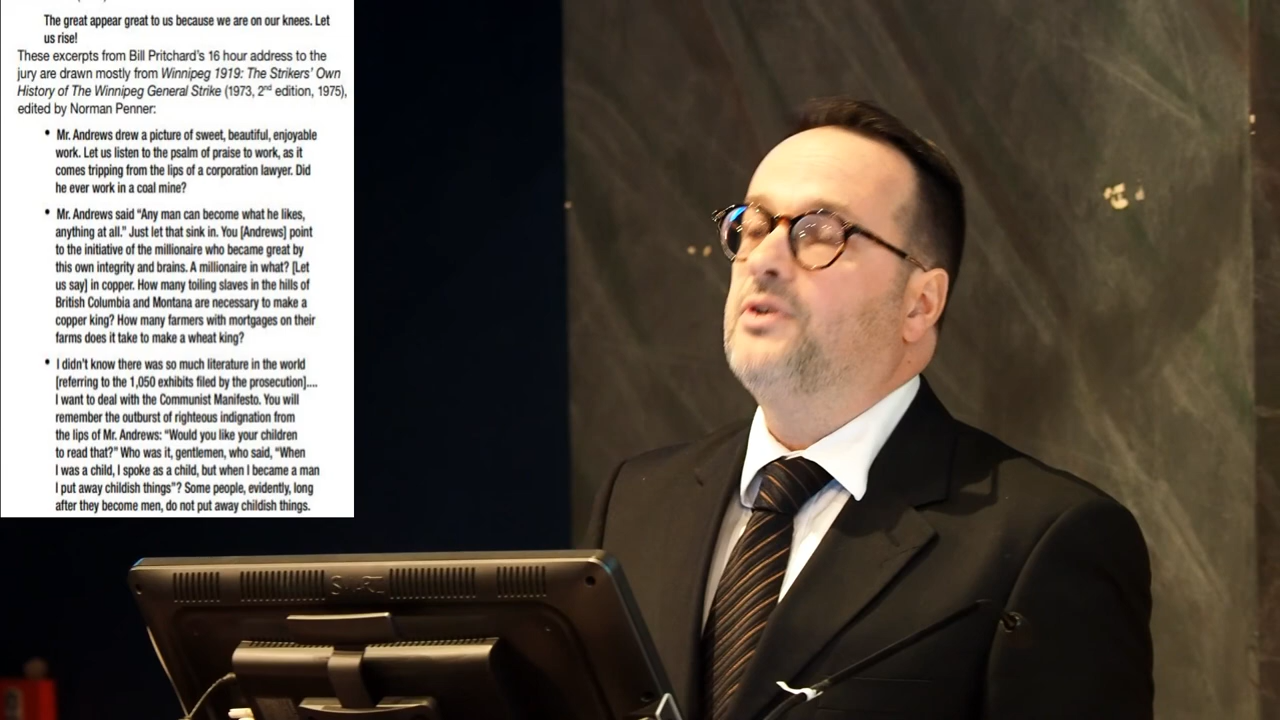 The great appear great to us because we are on our knees. Let
us rise!
These excerpts from Bill Pritchard's 16 hour address to the
jury are drawn mostly from Winnipeg 1919: The Strikers' Own
History of The Winnipeg General Strike (1973, 2nd edition, 1975),
edited by Norman Penner:
• Mr. Andrews drew a picture of sweet, beautiful, enjoyable
work. Let us listen to the psalm of praise to work, as it
comes tripping from the lips of a corporation lawyer. Did
he ever work in a coal mine?
• Mr. Andrews said “Any man can become what he likes,
anything at all.” Just let that sink in. You [Andrews] point
to the initiative of the millionaire who became great by
this own integrity and brains. A millionaire in what? [Let
us say] in copper. How many toiling slaves in the hills of
British Columbia and Montana are necessary to make a
copper king? How many farmers with mortgages on their
farms does it take to make a wheat king?
• I didn't know there was so much literature in the world
[referring to the 1,050 exhibits filed by the prosecution]....
I want to deal with the Communist Manifesto. You will
remember the outburst of righteous indignation from
the lips of Mr. Andrews: “Would you like your children
to read that?” Who was it, gentlemen, who said, “When
I was a child, I spoke as a child, but when I became a man
I put away childish things”? Some people, evidently, long
after they become men, do not put away childish things.
SMART